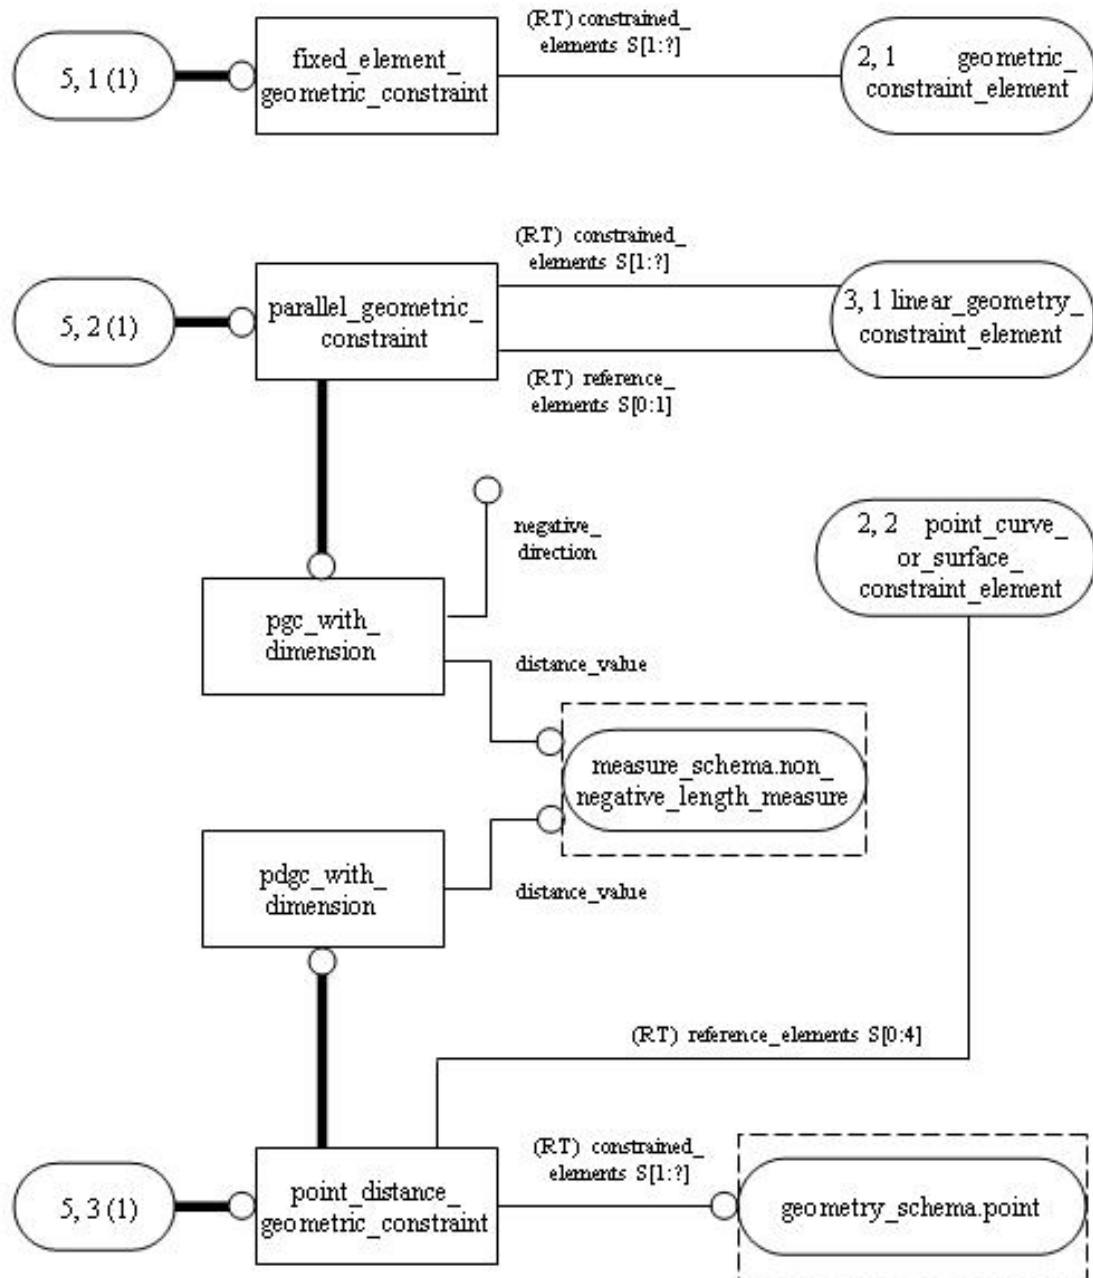 (RT) constrained_
elements S[1:?]
5, 1 (1)
fixed_element_
geometric_constraint
2, 1 geometric_
constraint_element
(RT) constrained_
elements S[1:?]
5, 2 (1)
parallel_geometric_
constraint
3, 1 linear_geometry_
constraint_element
(RT) reference_
elements S[0:1]
negative_
direction
2, 2 point_curve_
or_surface_
constraint_element
pgc_with_
dimension
distance_value
measure_schema.non_
negative_length_measure
pdgc_with_
dimension
distance_value
(RT) reference_elements S[0:4]
(RT) constrained_
elements S[1:?]
5, 3 (1)
point_distance_
geometric_constraint
geometry_schema.point